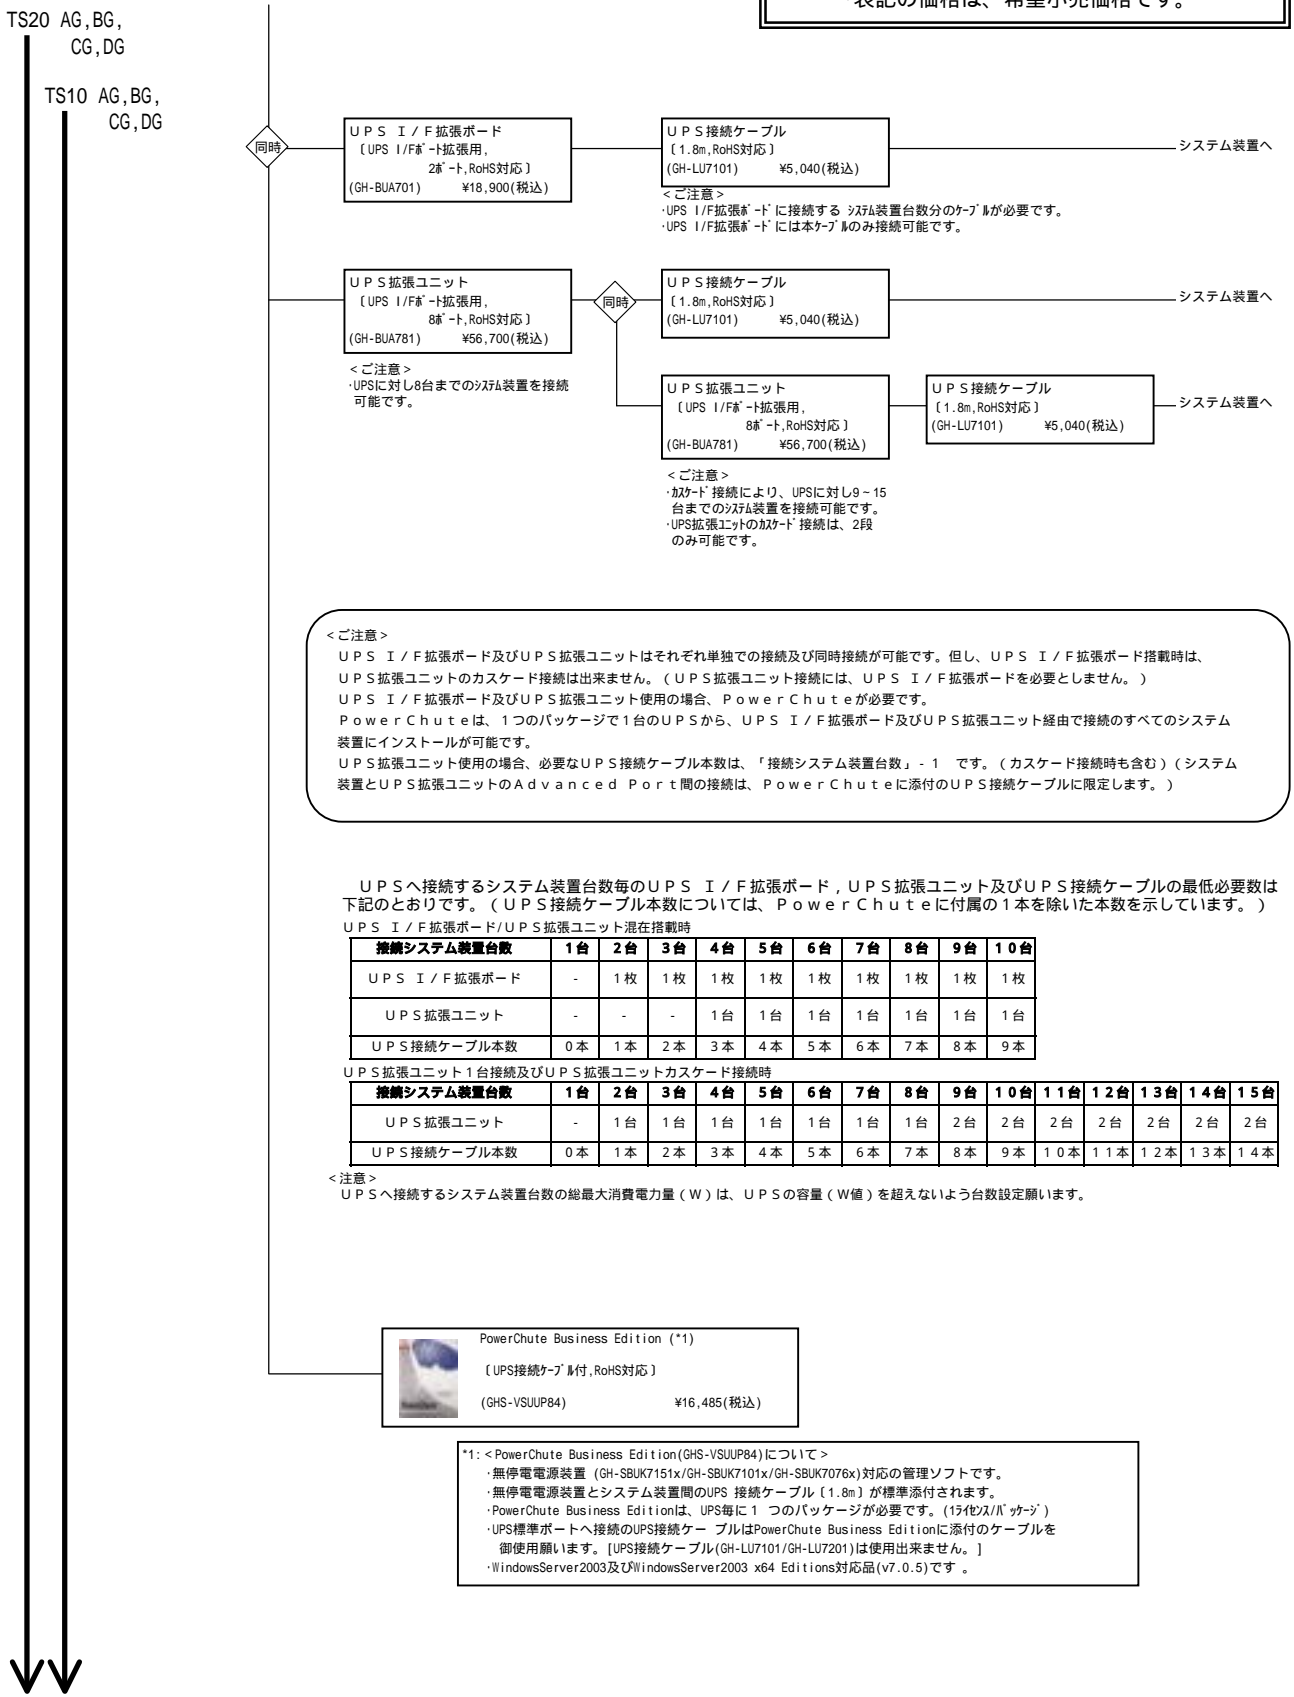 ・表記の価格は、希望小売価格です。
TS20 AG,BG,
CG,DG
TS10 AG,BG,
CG,DG
同時
ＵＰＳ Ｉ／Ｆ拡張ボード
〔UPS I/Fﾎﾟｰﾄ拡張用,
2ﾎﾟｰﾄ,RoHS対応〕
(GH-BUA701) ¥18,900(税込)
ＵＰＳ接続ケーブル
〔1.8m,RoHS対応〕
(GH-LU7101) ¥5,040(税込)
システム装置へ
＜ご注意＞
・UPS I/F拡張ﾎﾞｰﾄﾞに接続する ｼｽﾃﾑ装置台数分のｹｰﾌﾞﾙが必要です。
・UPS I/F拡張ﾎﾞｰﾄﾞには本ｹｰﾌﾞﾙのみ接続可能です。
ＵＰＳ拡張ユニット
〔UPS I/Fﾎﾟｰﾄ拡張用,
8ﾎﾟｰﾄ,RoHS対応〕
(GH-BUA781) ¥56,700(税込)
同時
ＵＰＳ接続ケーブル
〔1.8m,RoHS対応〕
(GH-LU7101) ¥5,040(税込)
システム装置へ
＜ご注意＞
・UPSに対し8台までのｼｽﾃﾑ装置を接続
可能です。
ＵＰＳ拡張ユニット
〔UPS I/Fﾎﾟｰﾄ拡張用,
8ﾎﾟｰﾄ,RoHS対応〕
(GH-BUA781) ¥56,700(税込)
ＵＰＳ接続ケーブル
〔1.8m,RoHS対応〕
(GH-LU7101) ¥5,040(税込)
システム装置へ
＜ご注意＞
・ｶｽｹｰﾄﾞ接続により、UPSに対し9～15
台までのｼｽﾃﾑ装置を接続可能です。
・UPS拡張ﾕﾆｯﾄのｶｽｹｰﾄﾞ接続は、2段
のみ可能です。
＜ご注意＞
ＵＰＳ Ｉ／Ｆ拡張ボード及びＵＰＳ拡張ユニットはそれぞれ単独での接続及び同時接続が可能です。但し、ＵＰＳ Ｉ／Ｆ拡張ボード搭載時は、
ＵＰＳ拡張ユニットのカスケード接続は出来ません。（ＵＰＳ拡張ユニット接続には、ＵＰＳ Ｉ／Ｆ拡張ボードを必要としません。）
ＵＰＳ Ｉ／Ｆ拡張ボード及びＵＰＳ拡張ユニット使用の場合、ＰｏｗｅｒＣｈｕｔｅが必要です。
ＰｏｗｅｒＣｈｕｔｅは、１つのパッケージで１台のＵＰＳから、ＵＰＳ Ｉ／Ｆ拡張ボード及びＵＰＳ拡張ユニット経由で接続のすべてのシステム
装置にインストールが可能です。
ＵＰＳ拡張ユニット使用の場合、必要なＵＰＳ接続ケーブル本数は、「接続システム装置台数」-１ です。（カスケード接続時も含む）（システム
装置とＵＰＳ拡張ユニットのＡｄｖａｎｃｅｄ Ｐｏｒｔ間の接続は、ＰｏｗｅｒＣｈｕｔｅに添付のＵＰＳ接続ケーブルに限定します。）
ＵＰＳへ接続するシステム装置台数毎のＵＰＳ Ｉ／Ｆ拡張ボード，ＵＰＳ拡張ユニット及びＵＰＳ接続ケーブルの最低必要数は
下記のとおりです。（ＵＰＳ接続ケーブル本数については、ＰｏｗｅｒＣｈｕｔｅに付属の１本を除いた本数を示しています。）
ＵＰＳ Ｉ／Ｆ拡張ボード/ＵＰＳ拡張ユニット混在搭載時
接続システム装置台数 １台 ２台 ３台 ４台 ５台 ６台 ７台 ８台 ９台 １０台
ＵＰＳ Ｉ／Ｆ拡張ボード - １枚 １枚 １枚 １枚 １枚 １枚 １枚 １枚 １枚
ＵＰＳ拡張ユニット - - - １台 １台 １台 １台 １台 １台 １台
ＵＰＳ接続ケーブル本数 ０本 １本 ２本 ３本 ４本 ５本 ６本 ７本 ８本 ９本
ＵＰＳ拡張ユニット１台接続及びＵＰＳ拡張ユニットカスケード接続時
接続システム装置台数 １台 ２台 ３台 ４台 ５台 ６台 ７台 ８台 ９台 １０台 １１台 １２台 １３台 １４台 １５台
ＵＰＳ拡張ユニット - １台 １台 １台 １台 １台 １台 １台 ２台 ２台 ２台 ２台 ２台 ２台 ２台
ＵＰＳ接続ケーブル本数 ０本 １本 ２本 ３本 ４本 ５本 ６本 ７本 ８本 ９本 １０本 １１本 １２本 １３本 １４本
＜注意＞
ＵＰＳへ接続するシステム装置台数の総最大消費電力量（Ｗ）は、ＵＰＳの容量（Ｗ値）を超えないよう台数設定願います。
PowerChute Business Edition (*1)
〔UPS接続ｹｰﾌﾞﾙ付,RoHS対応〕
(GHS-VSUUP84) ¥16,485(税込)
*1:＜PowerChute Business Edition(GHS-VSUUP84)について＞
・無停電電源装置 (GH-SBUK7151x/GH-SBUK7101x/GH-SBUK7076x)対応の管理ソフトです。
・無停電電源装置とシステム装置間のUPS 接続ケーブル〔1.8m〕が標準添付されます。
・PowerChute Business Editionは、UPS毎に１ つのパッケージが必要です。(1ﾗｲｾﾝｽ/ﾊﾟｯｹｰｼﾞ)
・UPS標準ポートへ接続のUPS接続ケー ブルはPowerChute Business Editionに添付のケーブルを
御使用願います。[UPS接続ケーブル(GH-LU7101/GH-LU7201)は使用出来ません。]
・WindowsServer2003及びWindowsServer2003 x64 Editions対応品(v7.0.5)です 。